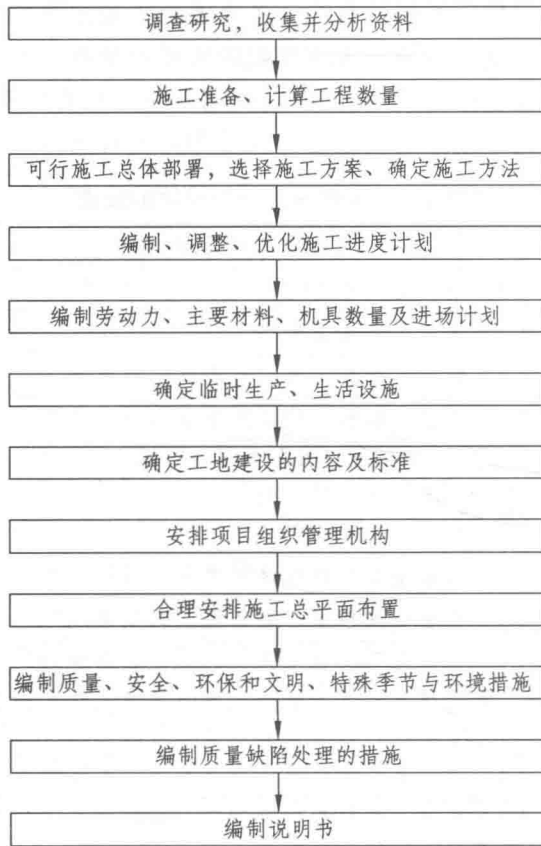 调查研究，收集并分析资料
施工准备、计算工程数量
可行施工总体部署，选择施工方案、确定施工方法
编制、调整、优化施工进度计划
编制劳动力、主要材料、机具数量及进场计划
确定临时生产、生活设施
确定工地建设的内容及标准
安排项目组织管理机构
合理安排施工总平面布置
编制质量、安全、环保和文明、特殊季节与环境措施
编制质量缺陷处理的措施
编制说明书